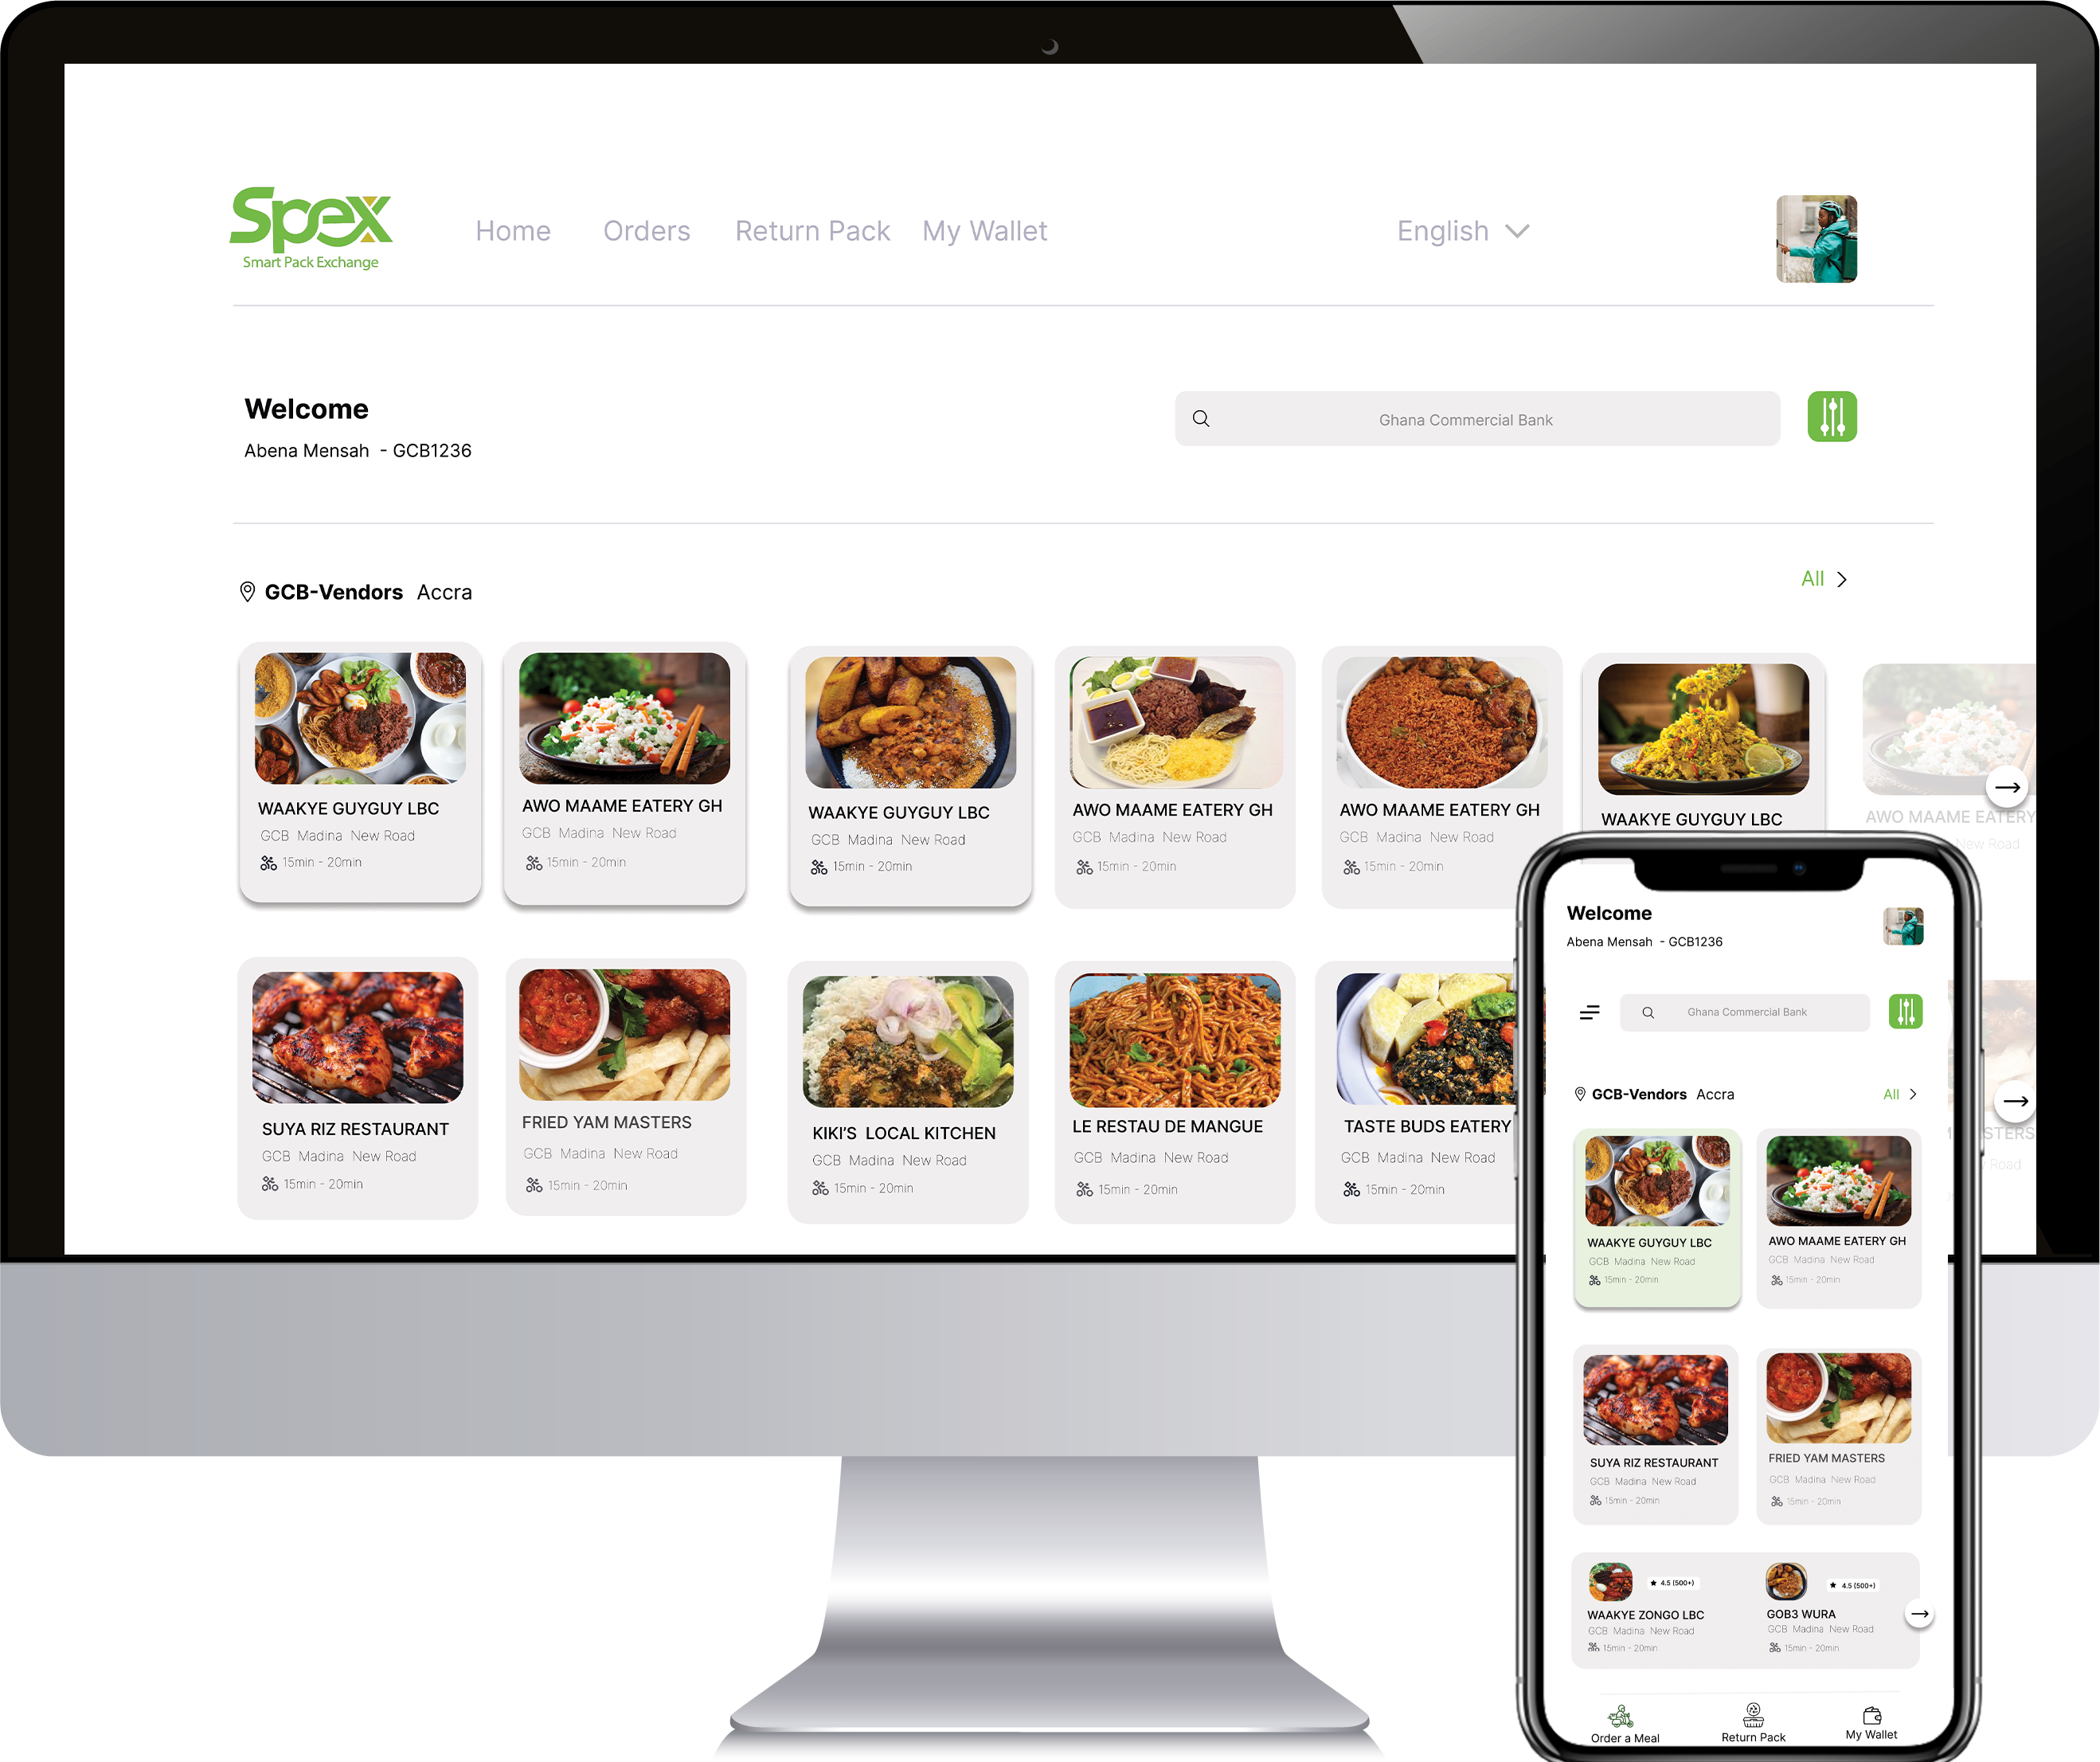 Spex
Smart Pack Exchange
Home Orders Return Pack My Wallet English
Welcome
Abena Mensah - GCB1236
Ghana Commercial Bank
GCB-Vendors Accra
All
WAAKYE GUYGUY LBC
GCB Madina New Road
15min - 20min
AWO MAAME EATERY GH
GCB Madina New Road
15min - 20min
WAAKYE GUYGUY LBC
GCB Madina New Road
15min - 20min
AWO MAAME EATERY GH
GCB Madina New Road
15min - 20min
AWO MAAME EATERY GH
GCB Madina New Road
15min - 20min
WAAKYE GUYGUY LBC
AWO MAAME EATERY
New Road
SUYA RIZ RESTAURANT
GCB Madina New Road
15min - 20min
FRIED YAM MASTERS
GCB Madina New Road
15min - 20min
KIKI'S LOCAL KITCHEN
GCB Madina New Road
15min - 20min
LE RESTAU DE MANGUE
GCB Madina New Road
15min - 20min
TASTE BUDS EATERY
GCB Madina New Road
15min - 20min
Road
Welcome
Abena Mensah - GCB1236
Ghana Commercial Bank
GCB-Vendors Accra
All
WAAKYE GUYGUY LBC
GCB Madina New Road
15min - 20min
AWO MAAME EATERY GH
GCB Madina New Road
15min - 20min
SUYA RIZ RESTAURANT
GCB Madina New Road
15min - 20min
FRIED YAM MASTERS
GCB Madina New Road
15min - 20min
4.5 (500+)
WAAKYE ZONGO LBC
GCB Madina New Road
15min - 20min
4.5 (500+)
GOB3 WURA
GCB Madina New Road
15min - 20min
Order a Meal
Return Pack
My Wallet